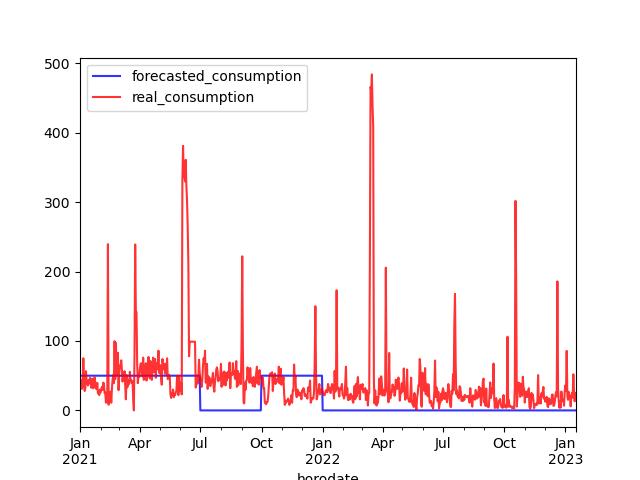 500
400
300
200
100
0
forecasted_consumption
real_consumption
Jan Apr Jul Oct Jan Apr Jul Oct Jan
2021 2022 2023
horodate